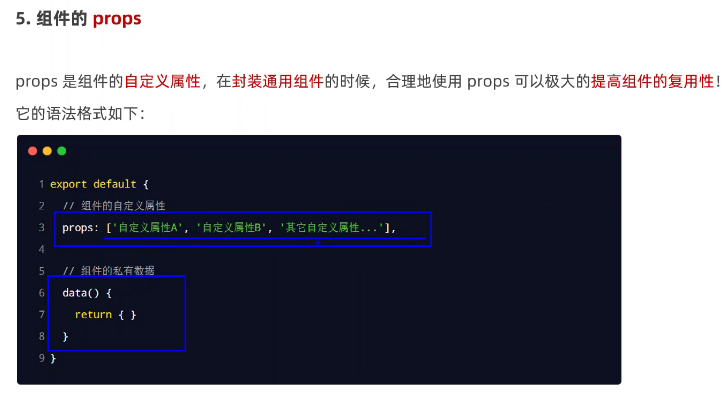 5. 组件的 props
props 是组件的自定义属性，在封装通用组件的时候，合理地使用 props 可以极大的提高组件的复用性！
它的语法格式如下：
1 export default {
2 // 组件的自定义属性
3 props: ['自定义属性A', '自定义属性B', '其它自定义属性...'],
4
5 // 组件的私有数据
6 data() {
7 return { }
8 }
9 }